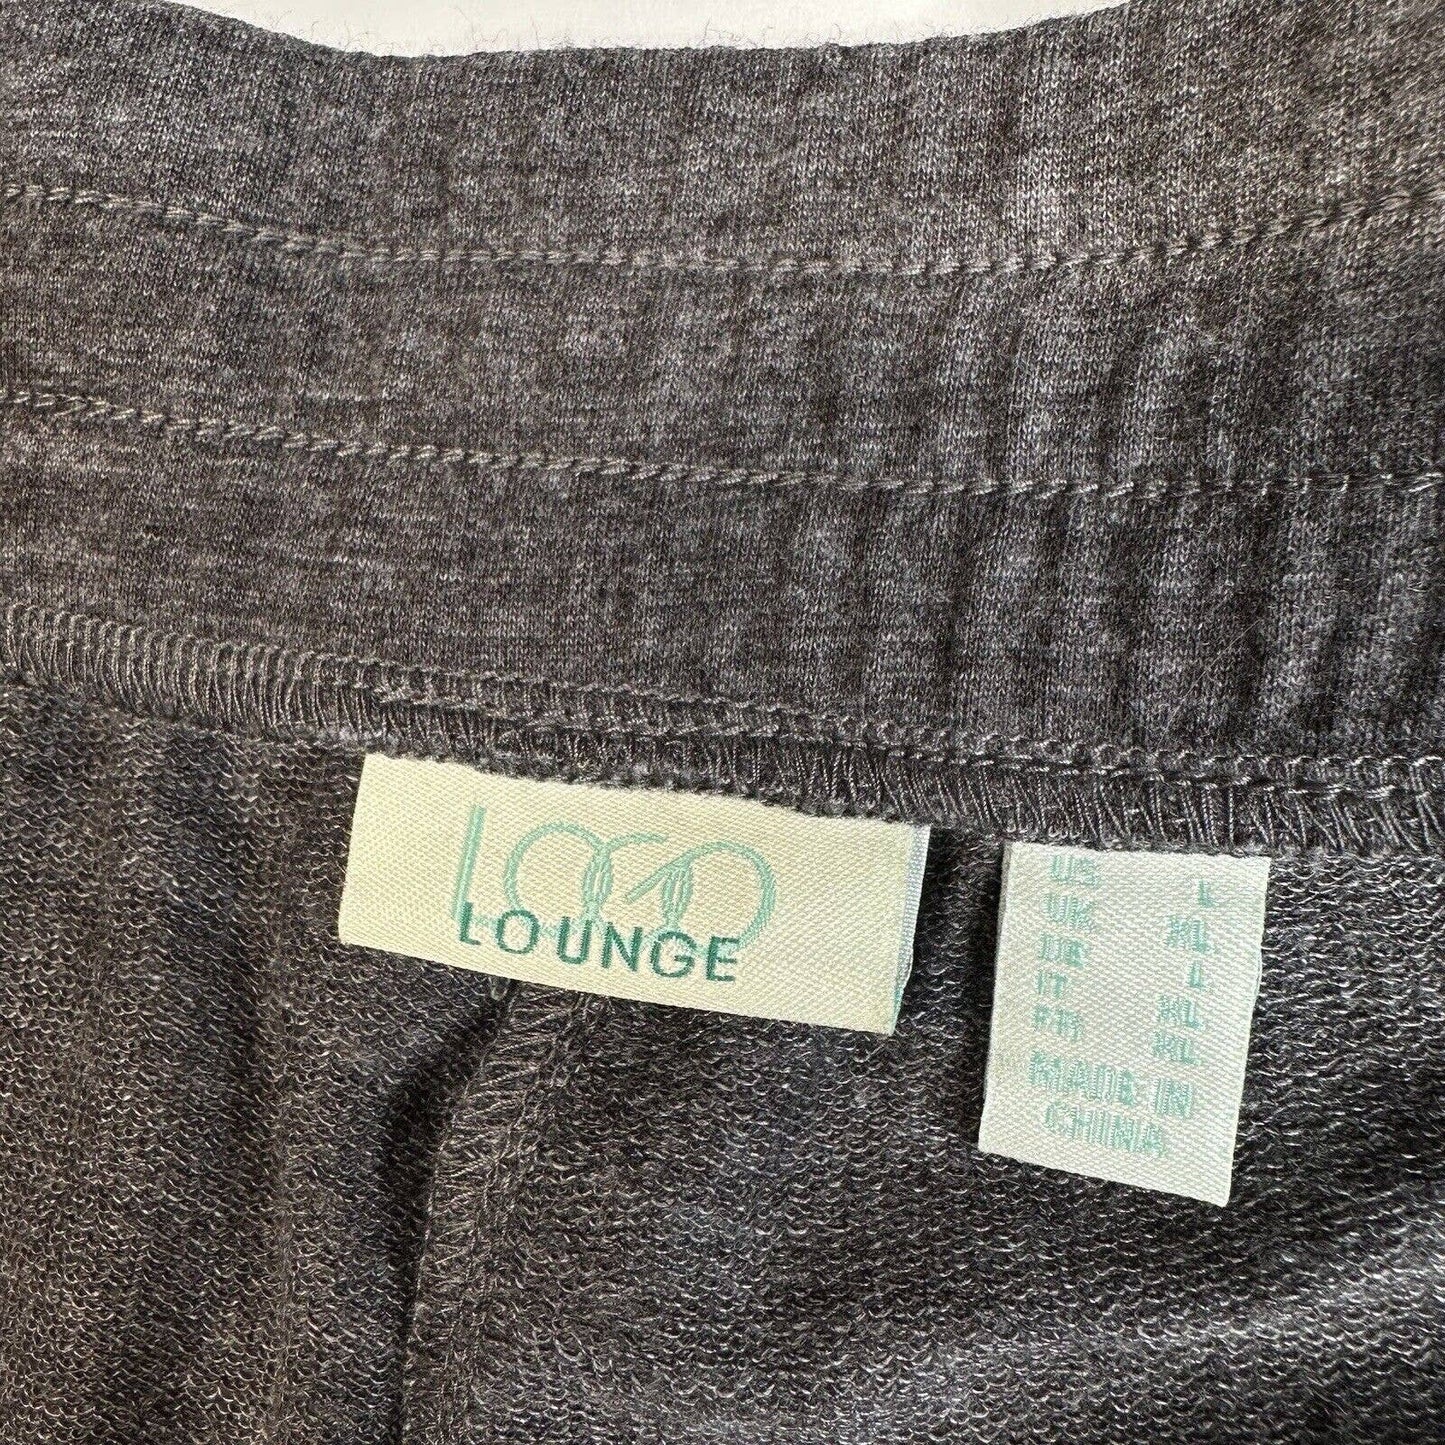 LOGO
LOUNGE
US L
UK XL
DE L
IT XL
FR XL
MADE IN
CHINA